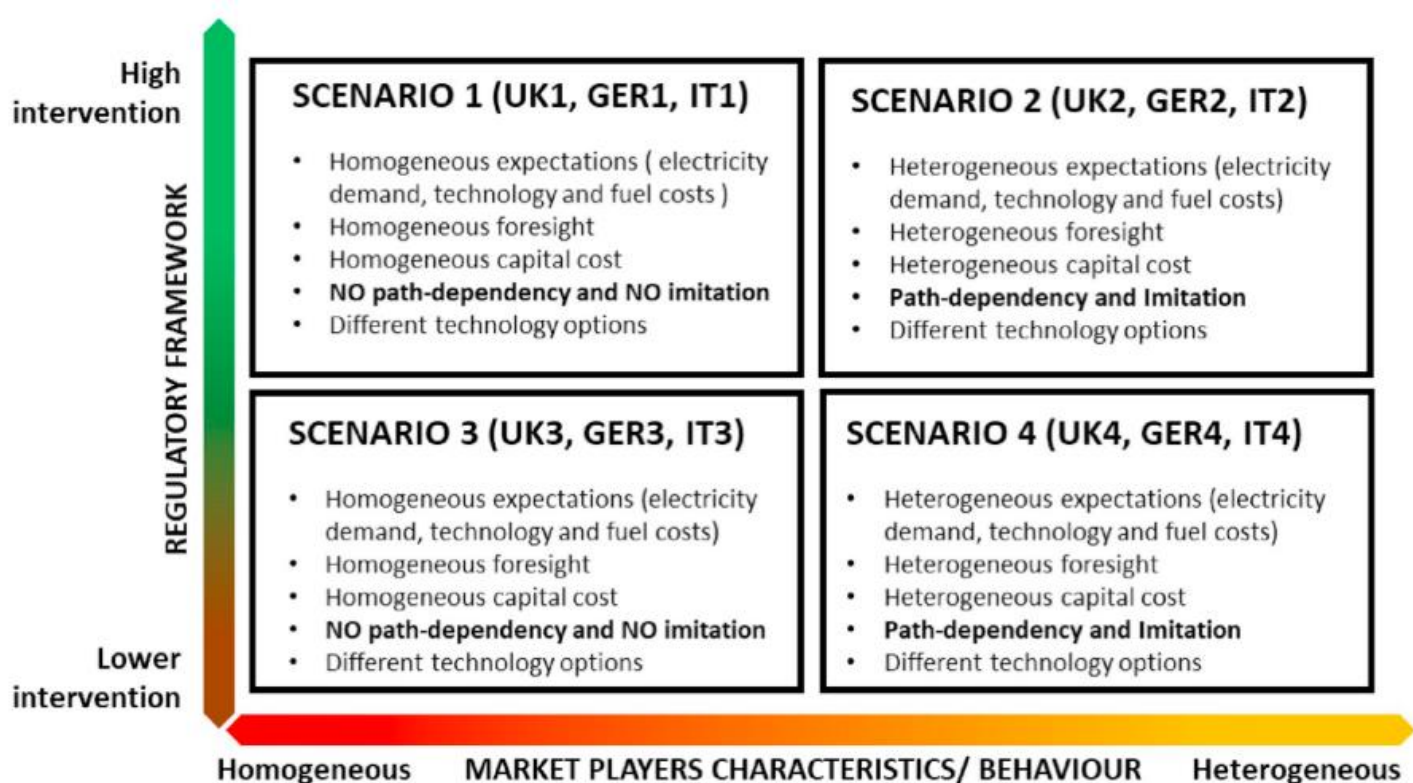 High
intervention
REGULATORY FRAMEWORK
Lower
intervention
SCENARIO 1 (UK1, GER1, IT1)
• Homogeneous expectations ( electricity
demand, technology and fuel costs )
• Homogeneous foresight
• Homogeneous capital cost
• NO path-dependency and NO imitation
• Different technology options
SCENARIO 2 (UK2, GER2, IT2)
• Heterogeneous expectations (electricity
demand, technology and fuel costs)
• Heterogeneous foresight
• Heterogeneous capital cost
• Path-dependency and Imitation
• Different technology options
SCENARIO 3 (UK3, GER3, IT3)
• Homogeneous expectations (electricity
demand, technology and fuel costs)
• Homogeneous foresight
• Homogeneous capital cost
• NO path-dependency and NO imitation
• Different technology options
SCENARIO 4 (UK4, GER4, IT4)
• Heterogeneous expectations (electricity
demand, technology and fuel costs)
• Heterogeneous foresight
• Heterogeneous capital cost
• Path-dependency and Imitation
• Different technology options
Homogeneous MARKET PLAYERS CHARACTERISTICS/ BEHAVIOUR Heterogeneous